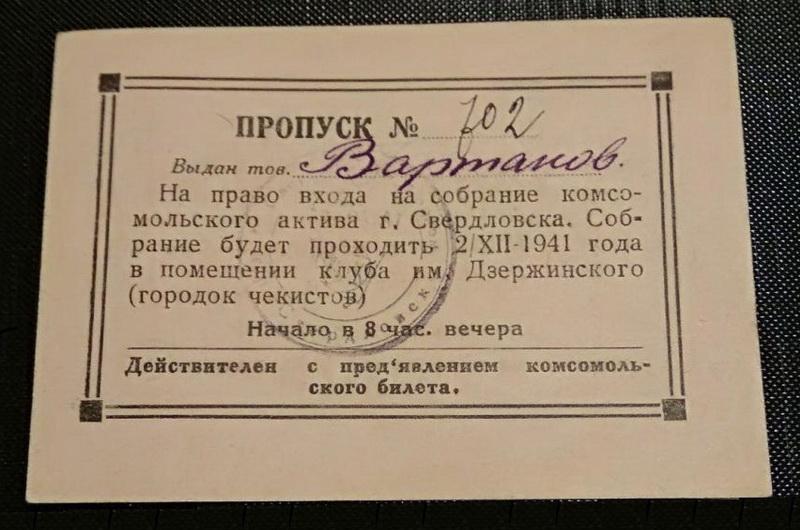 ПРОПУСК № 702
Выдан тов. Вартанов.
На право входа на собрание комсо-
мольского актива г. Свердловска. Соб-
рание будет проходить 2/XII-1941 года
в помещении клуба им. Дзержинского
(городок чекистов)
Начало в 8 час. вечера
Действителен с пред'явлением комсомоль-
ского билета.